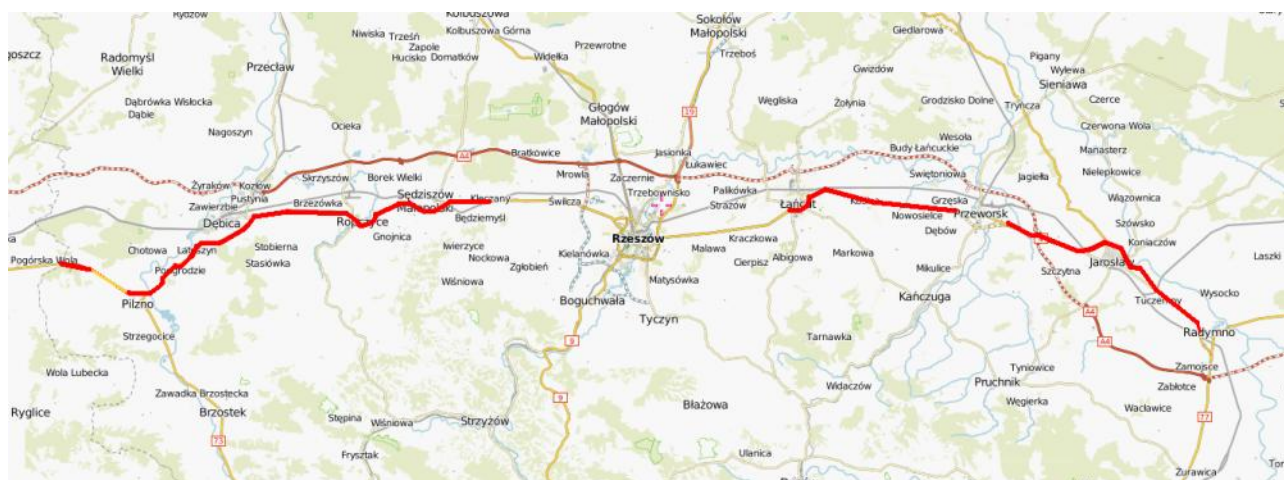 RYDZÓW
Kolbuszowa
Niwiska
Trześń
Kolbuszowa Górna
Sokołów
Małopolski
Giedlarowa
Radomyśl
Wielki
Zapole
Hucisko
Domatków
Przewrotne
Widełka
Trzeboś
Pigany
Wylewa
Przecław
Gwizdów
Sieniawa
Dąbrówka Wisłocka
Dąbie
Głogów
Małopolski
Węgliska
Żołynia
Grodzisko Dolne
Tryńcza
Czerce
19
Nagoszyn
Ocieka
Wesoła
Czerwona Wola
A4
Bratkowice
Jasionka
Budy Łańcuckie
Manasterz
Mrowla
Zaczernie
Łukawiec
Żyraków
Kozłów
Skrzyszów
Borek Wielki
Świętoniowa
Jagiełła
Nielepkowice
Pustynia
Sędziszów
Małopolski
Klęczany
Trzebownisko
Palikówka
Zawierzbie
Brzezówka
Świlcza
Strażów
Łańcut
Grzęska
Wiązownica
Dębica
Ropczyce
Będziemyśl
Nowosielce
Przeworsk
Szówsko
Gnojnica
Rzeszów
Kraczkowa
Dębów
Koniaczów
Chotowa
Latoszyn
Stobierna
Iwierzyce
Nockowa
Kielanówka
Malawa
Albigowa
Markowa
Cierpisz
Jarosław
Laszki
Pogórska Wola
Podgrodzie
Stasiówka
Zgłobień
Matysówka
Mikulice
Szczytna
Wiśniowa
Boguchwała
Kańczuga
Tuczempy
Wysocko
Pilzno
Tyczyn
Strzegocice
Tarnawka
A4
Radymno
9
A4
Wola Lubecka
Tyniowice
Zamojsce
Zawadka Brzostecka
Widaczów
Pruchnik
Zabłotce
Ryglice
Brzostek
Stępina
Wiśniowa
Strzyżów
9
Błażowa
Węgierka
Wacławice
77
73
Frysztak
Ulanica
Żurawica